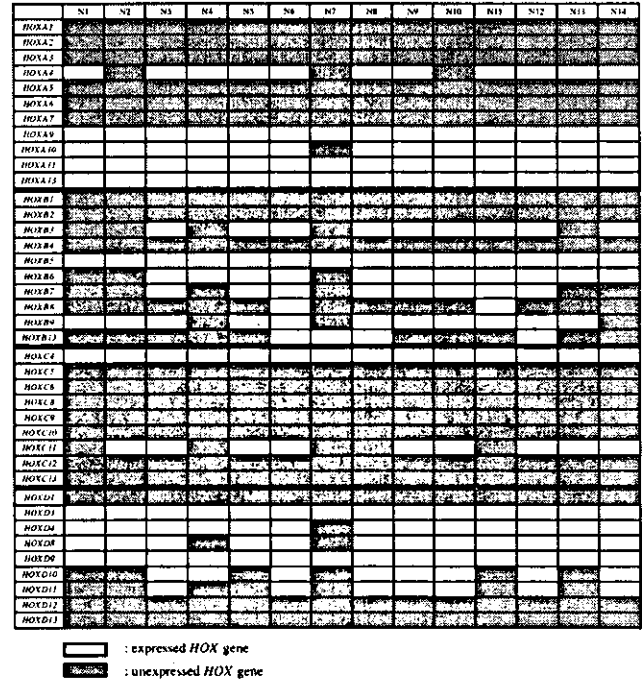 N1 N2 N3 N4 N5 N6 N7 N8 N9 N10 N11 N12 N13 N14
HOXA1
HOXA2
HOXA3
HOXA4
HOXA5
HOXA6
HOXA7
HOXA9
HOXA10
HOXA11
HOXA13
HOXB1
HOXB2
HOXB3
HOXB4
HOXB5
HOXB6
HOXB7
HOXB8
HOXB9
HOXB13
HOXC4
HOXC5
HOXC6
HOXC8
HOXC9
HOXC10
HOXC11
HOXC12
HOXC13
HOXD1
HOXD3
HOXD4
HOXD8
HOXD9
HOXD10
HOXD11
HOXD12
HOXD13
: expressed HOX gene
: unexpressed HOX gene